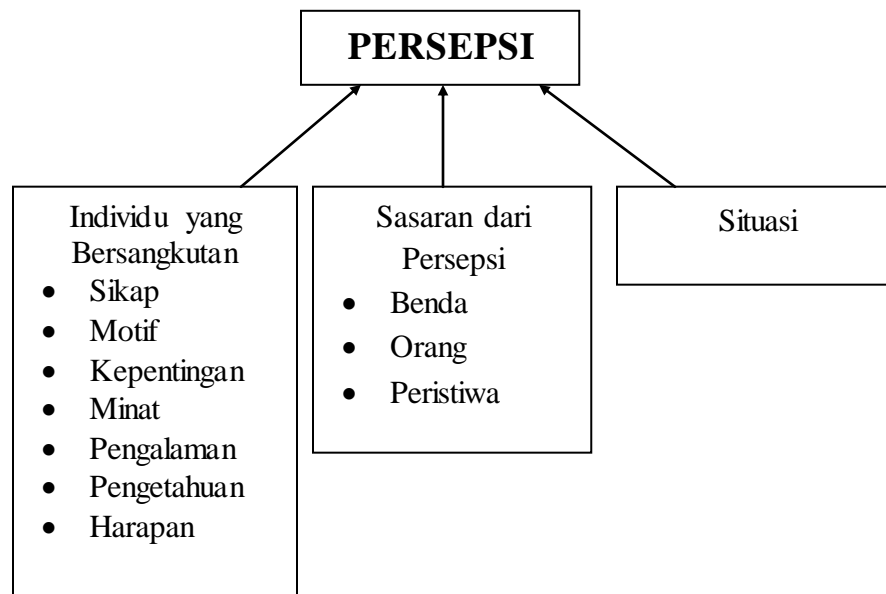 PERSEPSI
Individu yang
Bersangkutan
• Sikap
• Motif
• Kepentingan
• Minat
• Pengalaman
• Pengetahuan
• Harapan
Sasaran dari
Persepsi
• Benda
• Orang
• Peristiwa
Situasi